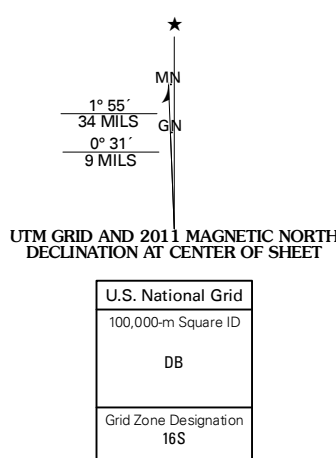 ★
MN
1° 55´
34 MILS
GN
0° 31´
9 MILS
UTM GRID AND 2011 MAGNETIC NORTH
DECLINATION AT CENTER OF SHEET
U.S. National Grid
100,000-m Square ID
DB
Grid Zone Designation
16S